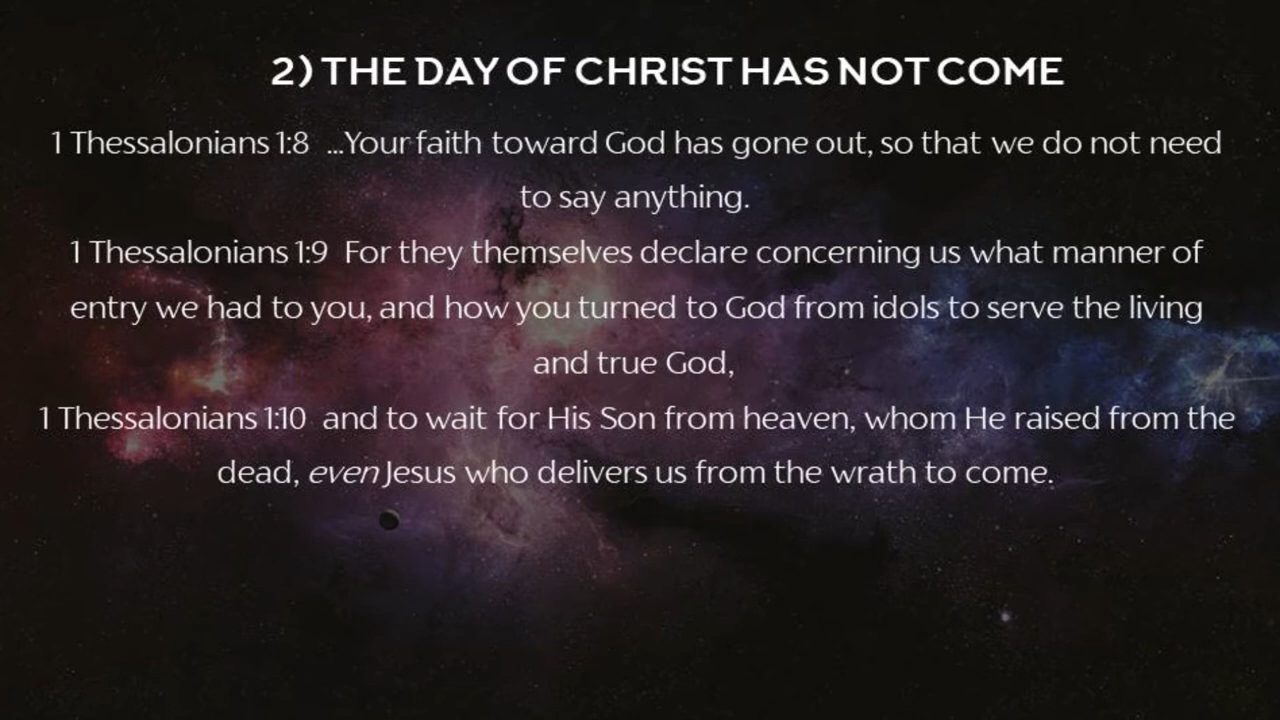 2) THE DAY OF CHRIST HAS NOT COME
1 Thessalonians 1:8 ...Your faith toward God has gone out, so that we do not need
to say anything.
1 Thessalonians 1:9 For they themselves declare concerning us what manner of
entry we had to you, and how you turned to God from idols to serve the living
and true God,
1 Thessalonians 1:10 and to wait for His Son from heaven, whom He raised from the
dead, even Jesus who delivers us from the wrath to come.